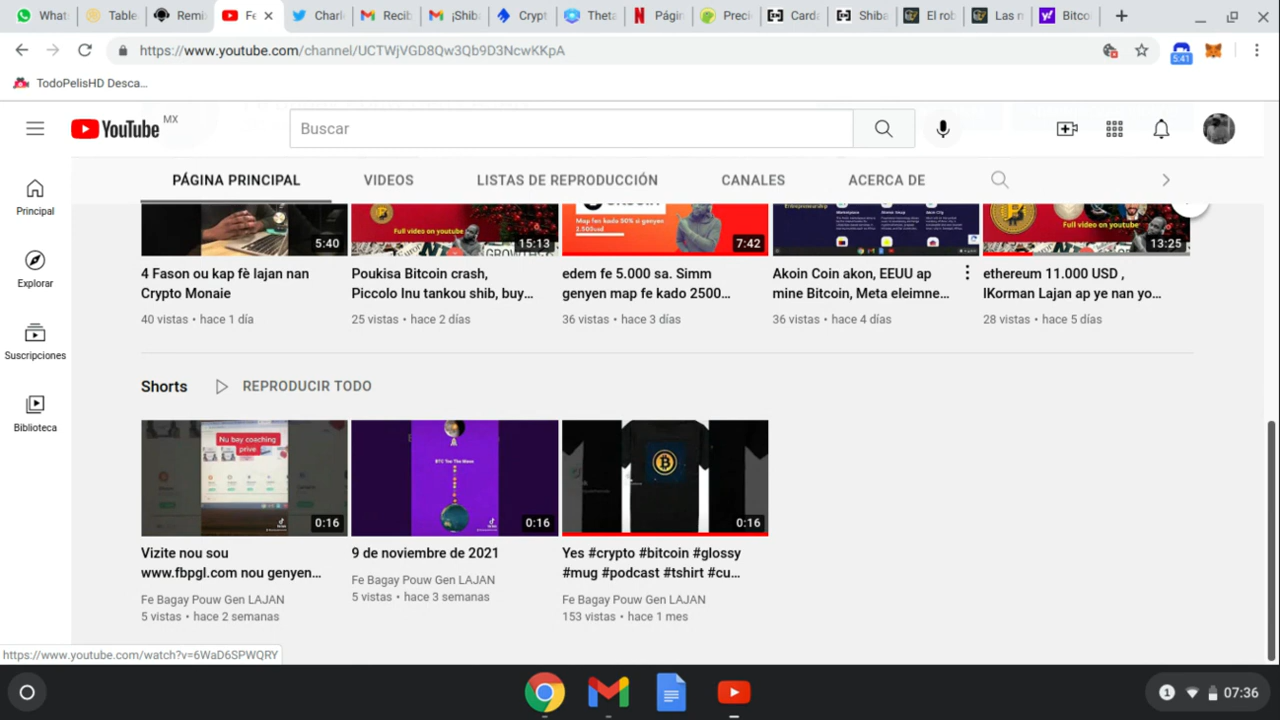 What
Table
Remi
Fe
Charl
Recib
¡Shiba
Crypt
Theta
Págin
Preci
Carda
Shiba
El rob
Las n
Bitco
https://www.youtube.com/channel/UCTWjVGD8Qw3Qb9D3NcwKKpA
5:41
TodoPelisHD Desca...
YouTube MX
Buscar
PÁGINA PRINCIPAL
VIDEOS
LISTAS DE REPRODUCCIÓN
CANALES
ACERCA DE
Principal
Explorar
Suscripciones
Biblioteca
5:40
Full video on youtube
15:13
Map fen kado 50% si genyen
3.500sud
7:42
Full video on youtube
13:25
4 Fason ou kap fè lajan nan
Crypto Monaie
40 vistas • hace 1 día
Poukisa Bitcoin crash,
Piccolo Inu tankou shib, buy...
25 vistas • hace 2 días
edem fe 5.000 sa. Simm
genyen map fe kado 2500...
36 vistas • hace 3 días
Akoin Coin akon, EEUU ap
mine Bitcoin, Meta eleimne...
36 vistas • hace 4 días
ethereum 11.000 USD ,
lKorman Lajan ap ye nan yo...
28 vistas • hace 5 días
Shorts
REPRODUCIR TODO
Nu bay coaching
prive
0:16
BTC Too The Moon
0:16
0:16
Vizite nou sou
www.fbpgl.com nou genyen...
Fe Bagay Pouw Gen LAJAN
5 vistas • hace 2 semanas
9 de noviembre de 2021
Fe Bagay Pouw Gen LAJAN
5 vistas • hace 3 semanas
Yes #crypto #bitcoin #glossy
#mug #podcast #tshirt #cu...
Fe Bagay Pouw Gen LAJAN
153 vistas • hace 1 mes
https://www.youtube.com/watch?v=6WaD6SPWQRY
1
07:36